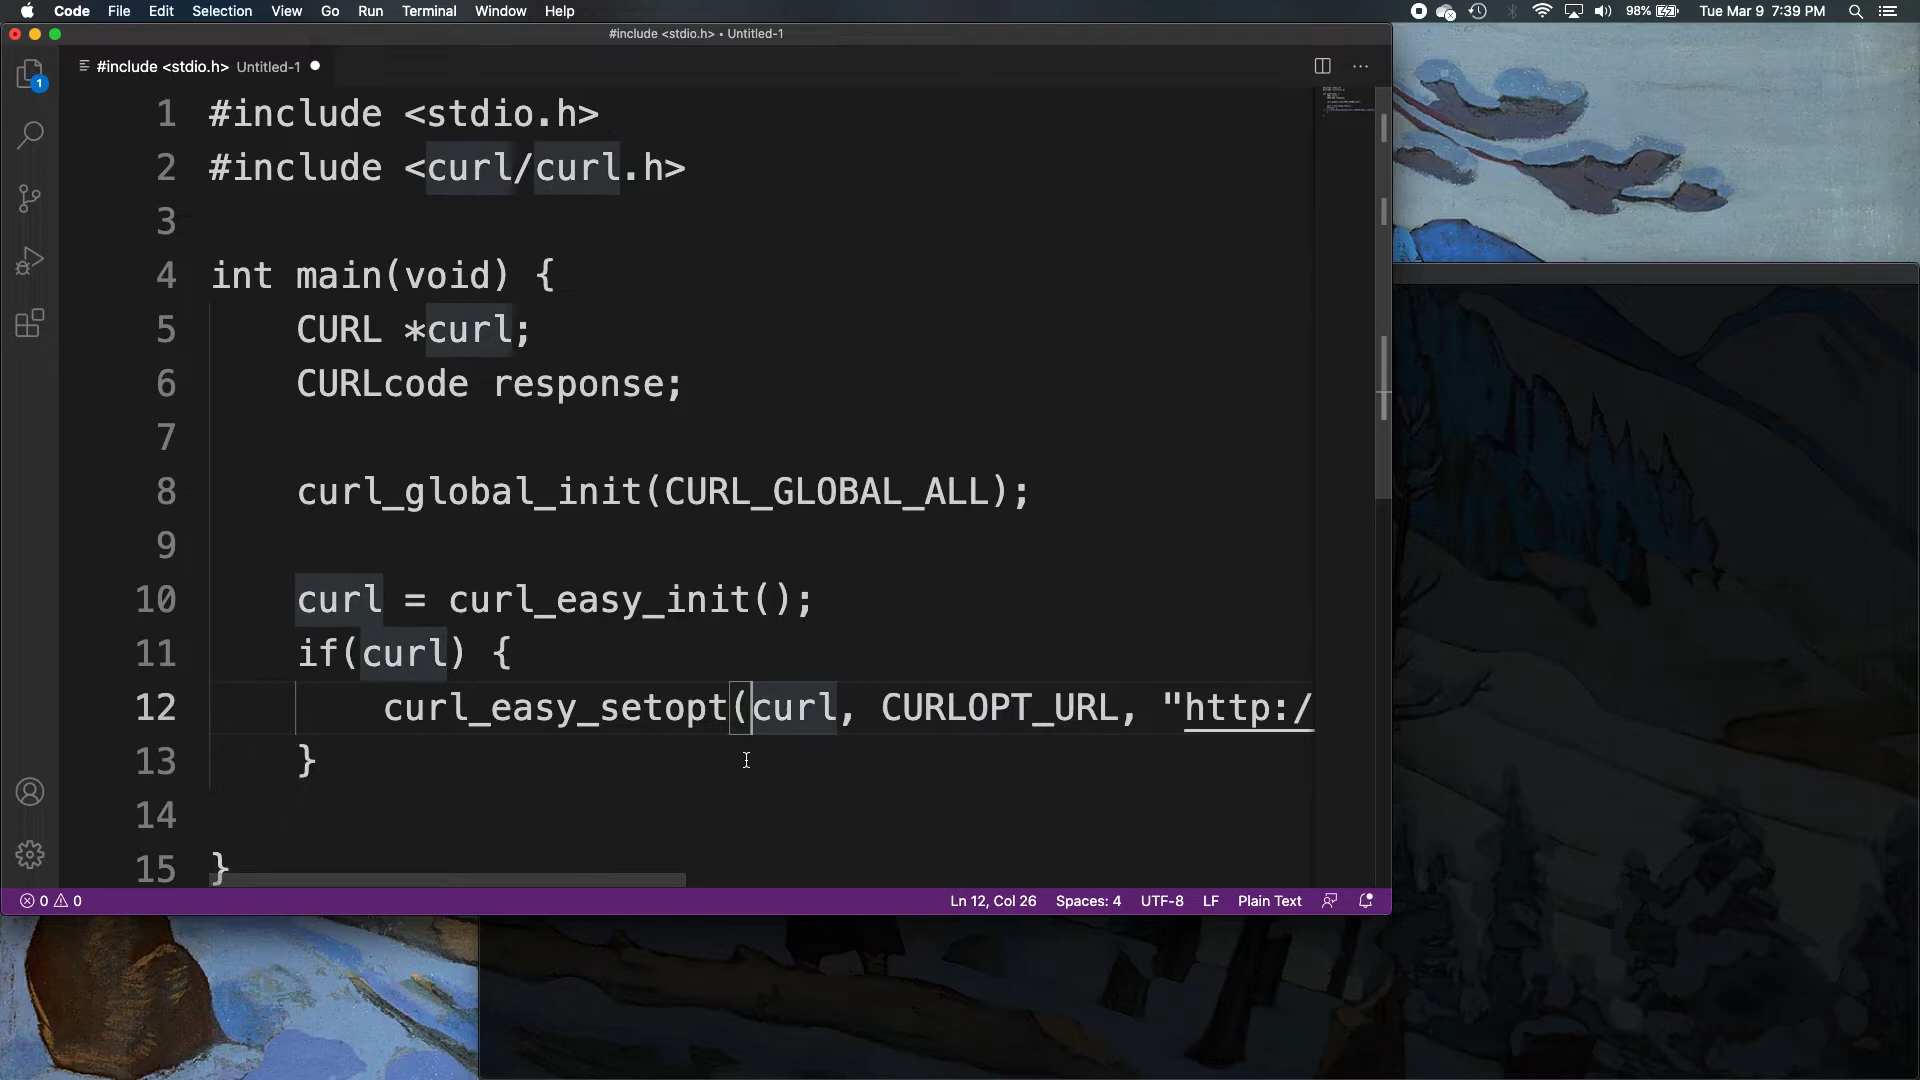 Code File Edit Selection View Go Run Terminal Window Help 98% Tue Mar 9 7:39 PM
#include <stdio.h> • Untitled-1
#include <stdio.h> Untitled-1
1
1 #include <stdio.h>
2 #include <curl/curl.h>
3
4 int main(void) {
5 CURL *curl;
6 CURLcode response;
7
8 curl_global_init(CURL_GLOBAL_ALL);
9
10 curl = curl_easy_init();
11 if(curl) {
12 curl_easy_setopt(curl, CURLOPT_URL, "http:/
13 }
14
15 }
0 0 Ln 12, Col 26 Spaces: 4 UTF-8 LF Plain Text